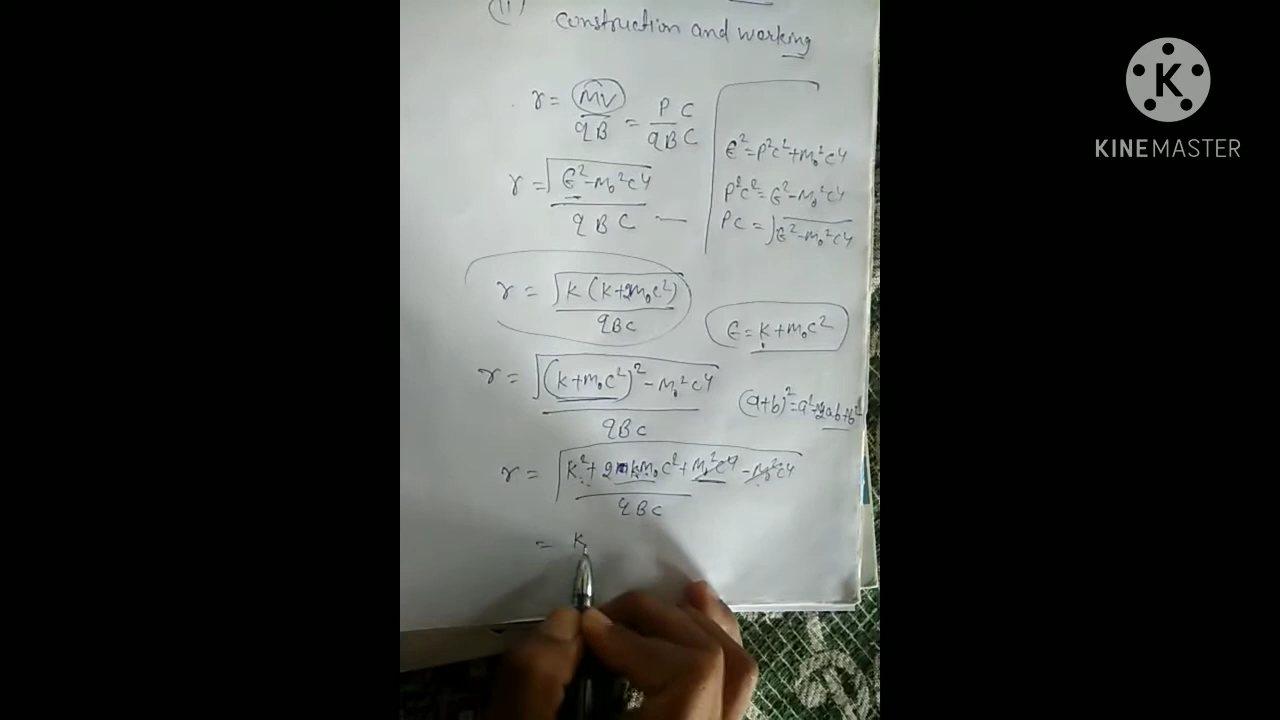 (11)
construction and working
r = MV/qB = PC/qBC
r = √(E²-M₀²c⁴)/qBC —
E² = P²c² + M₀²c⁴
P²c² = E² - M₀²c⁴
PC = √(E²-M₀²c⁴)
r = √(K(K+2M₀c²))/qBC
E = K + M₀c²
r = √((K+M₀c²)² - M₀²c⁴)/qBC
(a+b)² = a²+2ab+b²
r = √(K² + 2KM₀c² + M₀²c⁴ - M₀²c⁴)/qBC
= K
KINEMASTER